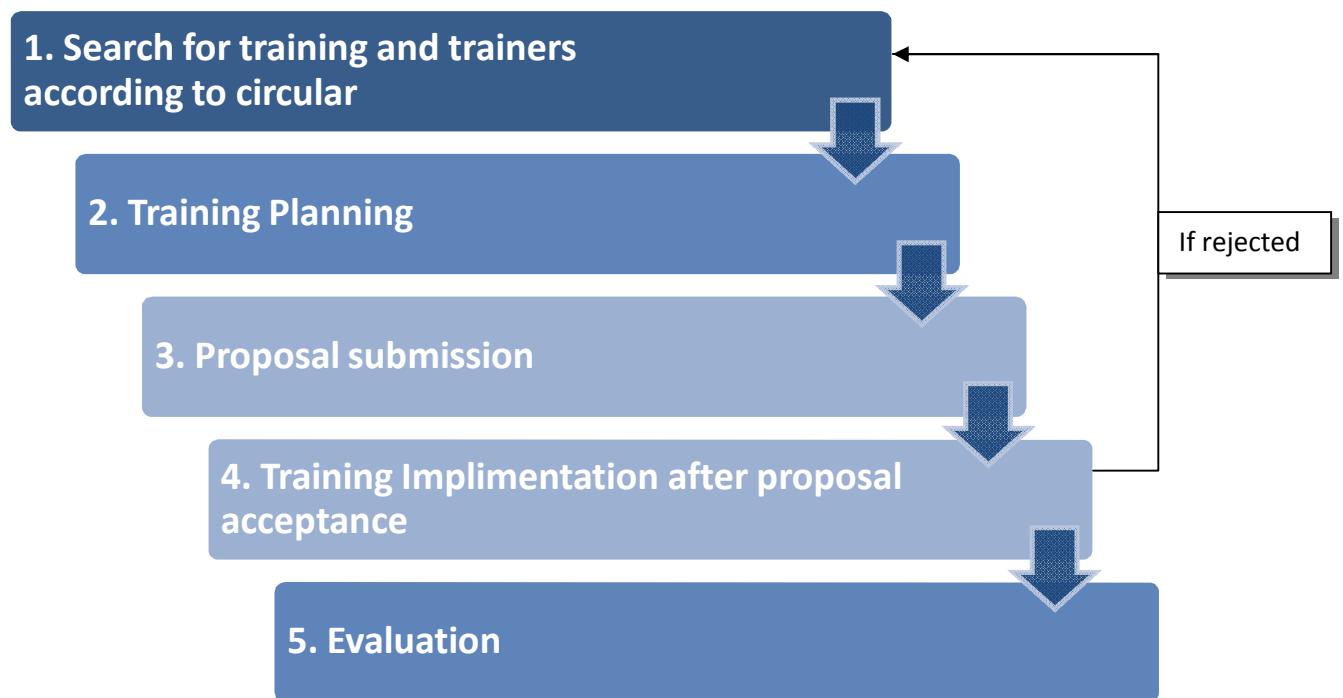 1. Search for training and trainers
according to circular
2. Training Planning
If rejected
3. Proposal submission
4. Training Implimentation after proposal
acceptance
5. Evaluation